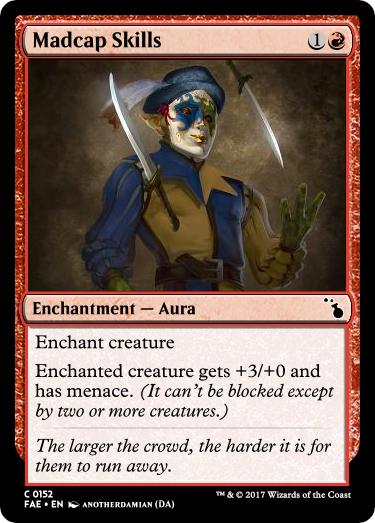 Madcap Skills 1
Enchantment — Aura
Enchant creature
Enchanted creature gets +3/+0 and
has menace. (It can't be blocked except
by two or more creatures.)
The larger the crowd, the harder it is for
them to run away.
C 0152
FAE • EN ANOTHERDAMIAN (DA)
™ & © 2017 Wizards of the Coast